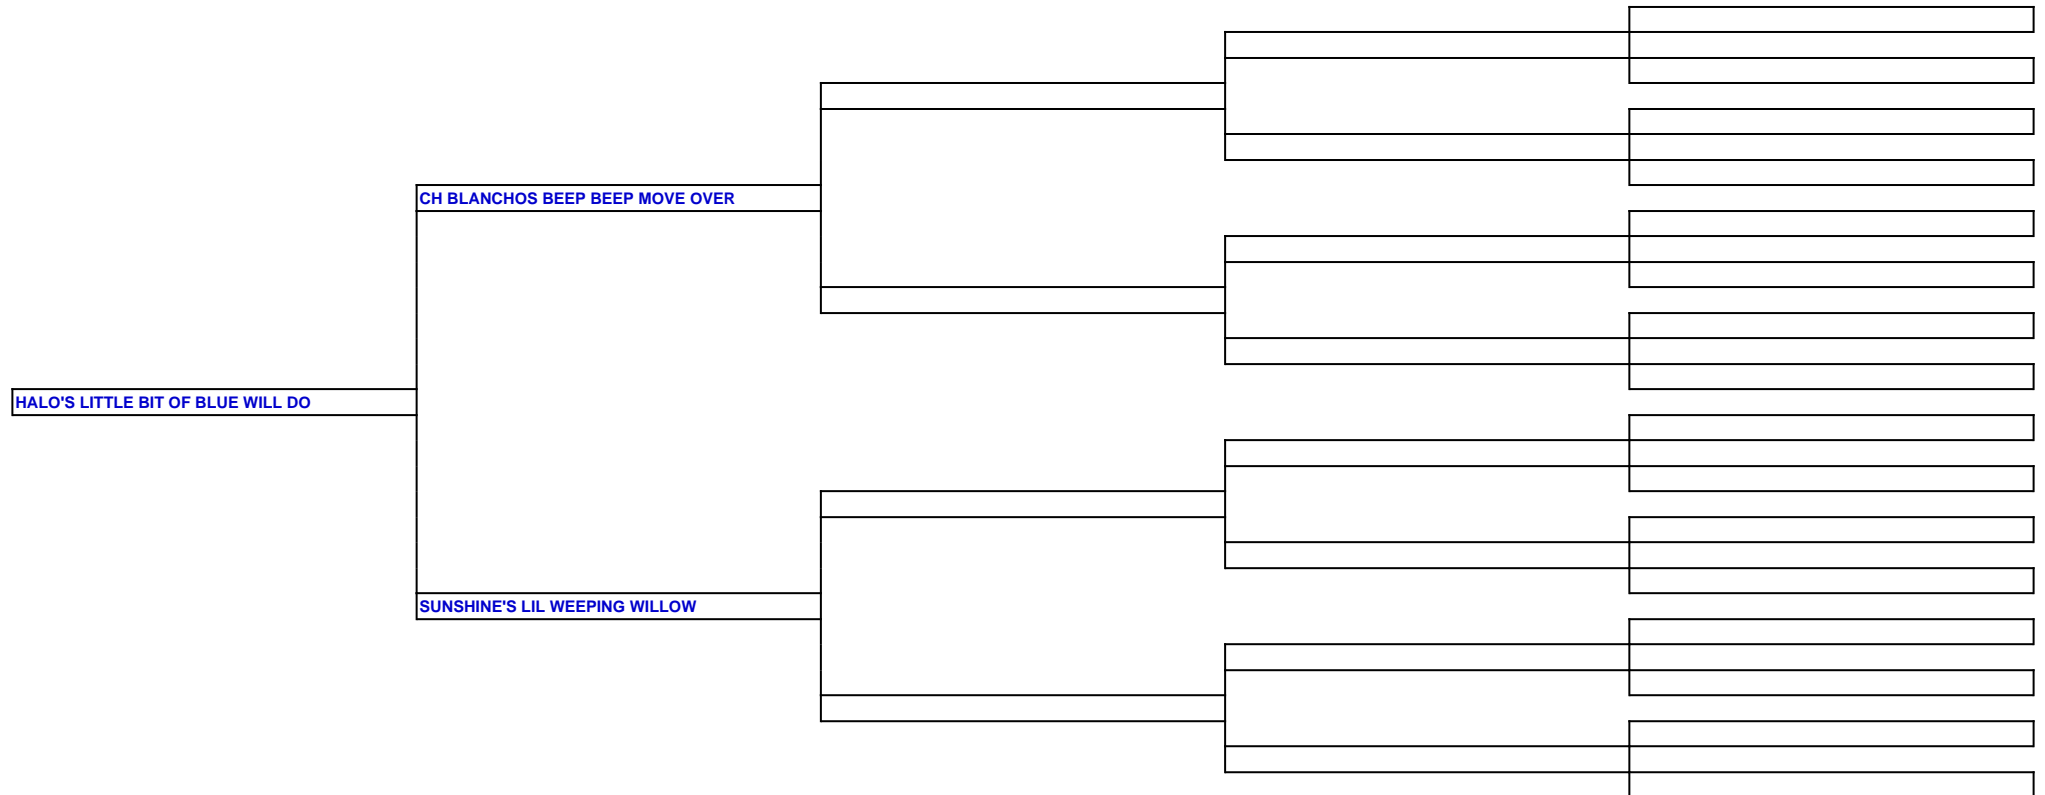 CH BLANCHOS BEEP BEEP MOVE OVER
HALO'S LITTLE BIT OF BLUE WILL DO
SUNSHINE'S LIL WEEPING WILLOW